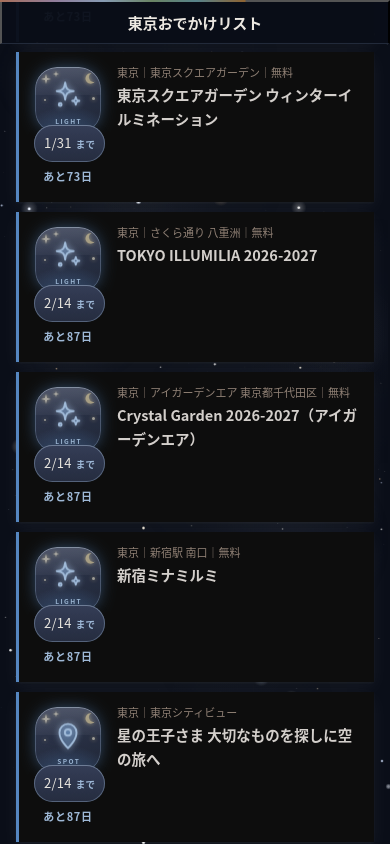 東京おでかけリスト
LIGHT
1/31 まで
あと73日
東京｜東京スクエアガーデン｜無料
東京スクエアガーデン ウィンターイ
ルミネーション
LIGHT
2/14 まで
あと87日
東京｜さくら通り 八重洲｜無料
TOKYO ILLUMILIA 2026-2027
LIGHT
2/14 まで
あと87日
東京｜アイガーデンエア 東京都千代田区｜無料
Crystal Garden 2026-2027（アイガ
ーデンエア）
LIGHT
2/14 まで
あと87日
東京｜新宿駅 南口｜無料
新宿ミナミルミ
SPOT
2/14 まで
あと87日
東京｜東京シティビュー
星の王子さま 大切なものを探しに空
の旅へ